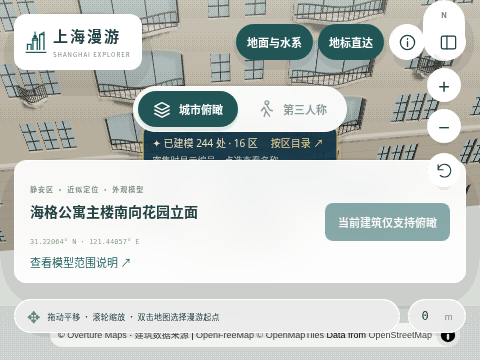 上海漫游
SHANGHAI EXPLORER
地面与水系
地标直达
N
城市俯瞰
第三人称
✦ 已建模 244 处 · 16 区 按区目录 ↗
静安区 · 近似定位 · 外观模型
海格公寓主楼南向花园立面
31.22064° N · 121.44057° E
查看模型范围说明 ↗
当前建筑仅支持俯瞰
拖动平移 · 滚轮缩放 · 双击地图选择漫游起点
0 m
© Overture Maps · 建筑数据来源 | OpenFreeMap © OpenMapTiles Data from OpenStreetMap